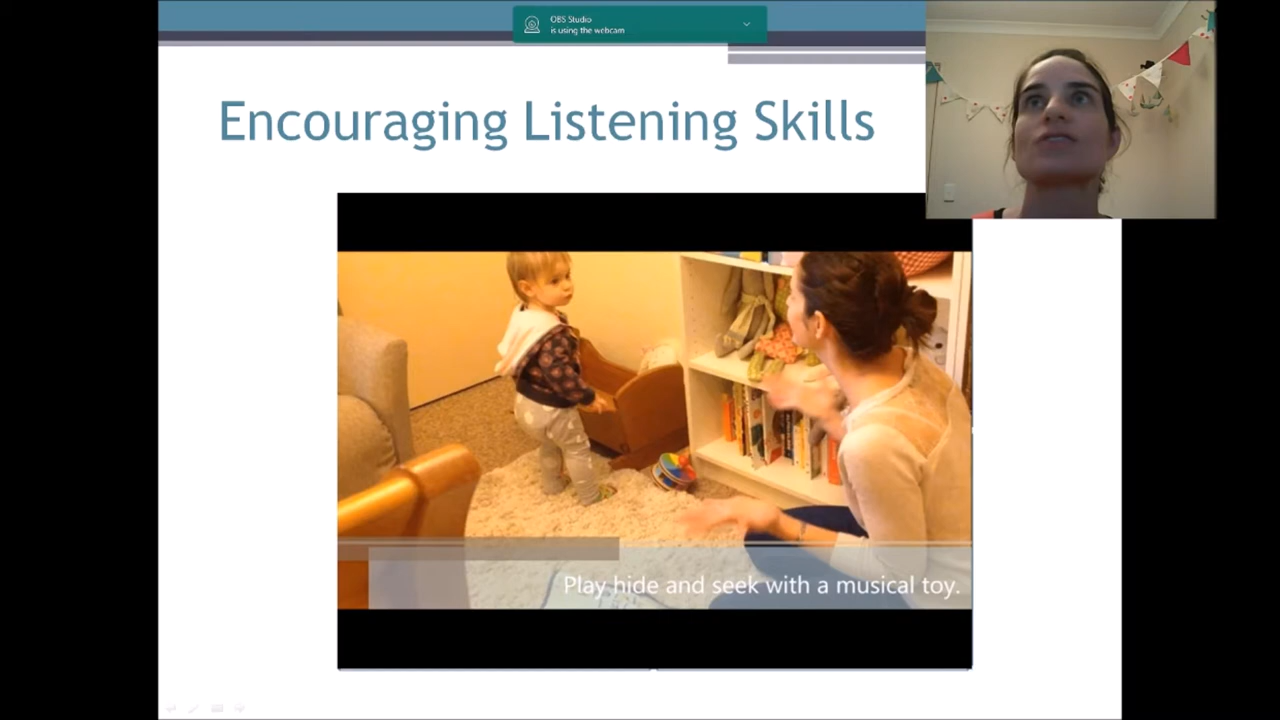 OBS Studio
is using the webcam
Encouraging Listening Skills
Play hide and seek with a musical toy.